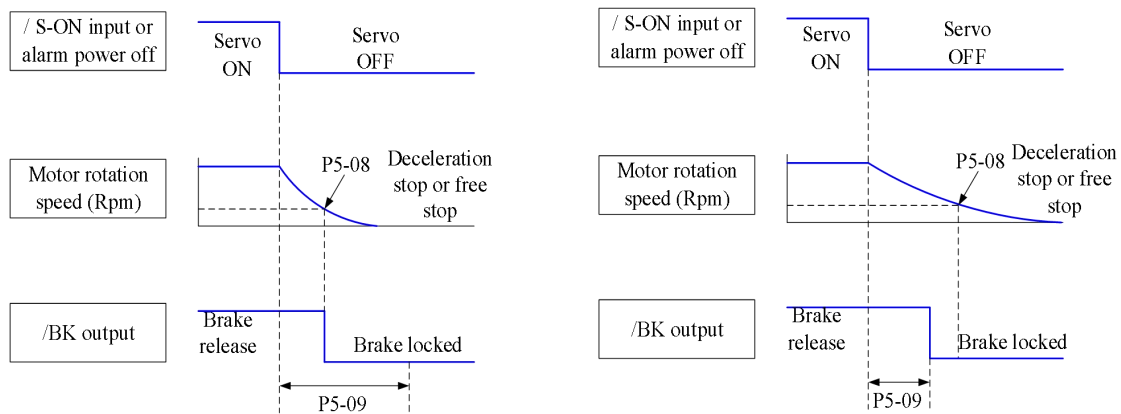 / S-ON input or
alarm power off
Servo
ON
Servo
OFF
Motor rotation
speed (Rpm)
P5-08
Deceleration
stop or free
stop
/BK output
Brake
release
Brake locked
P5-09
/ S-ON input or
alarm power off
Servo
ON
Servo
OFF
Motor rotation
speed (Rpm)
P5-08
Deceleration
stop or free
stop
/BK output
Brake
release
Brake locked
P5-09